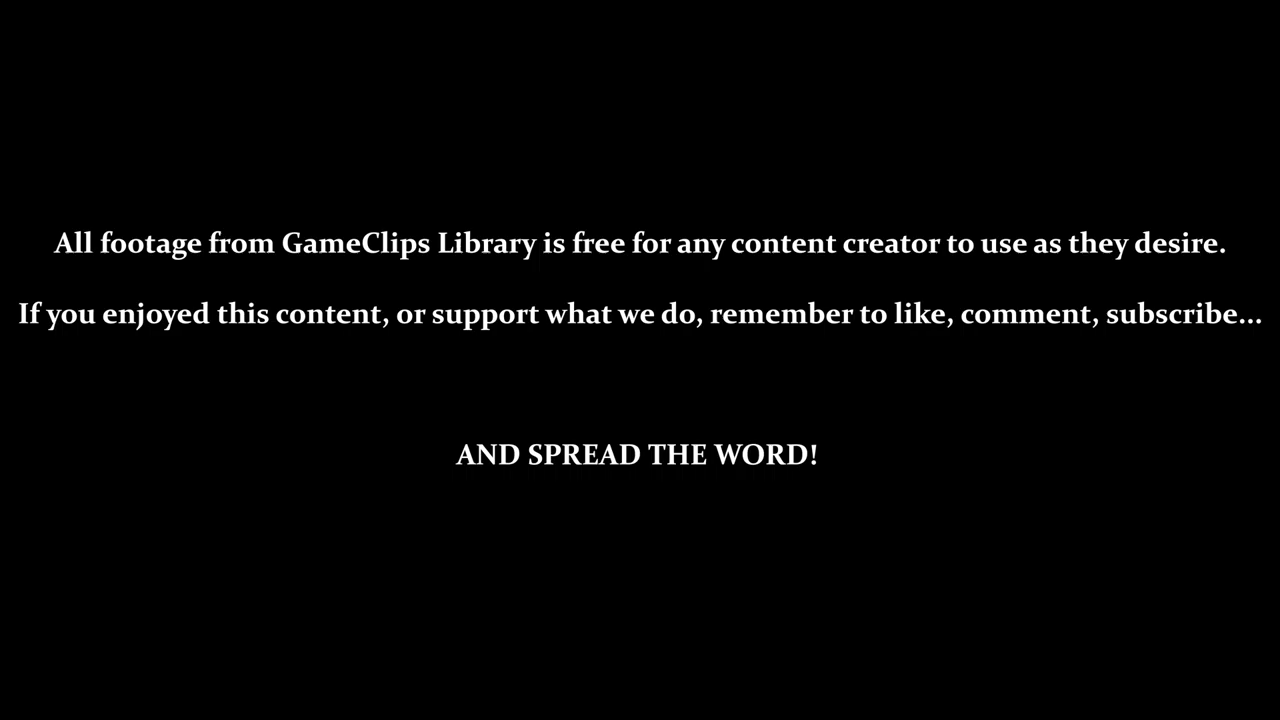 All footage from GameClips Library is free for any content creator to use as they desire.
If you enjoyed this content, or support what we do, remember to like, comment, subscribe...
AND SPREAD THE WORD!